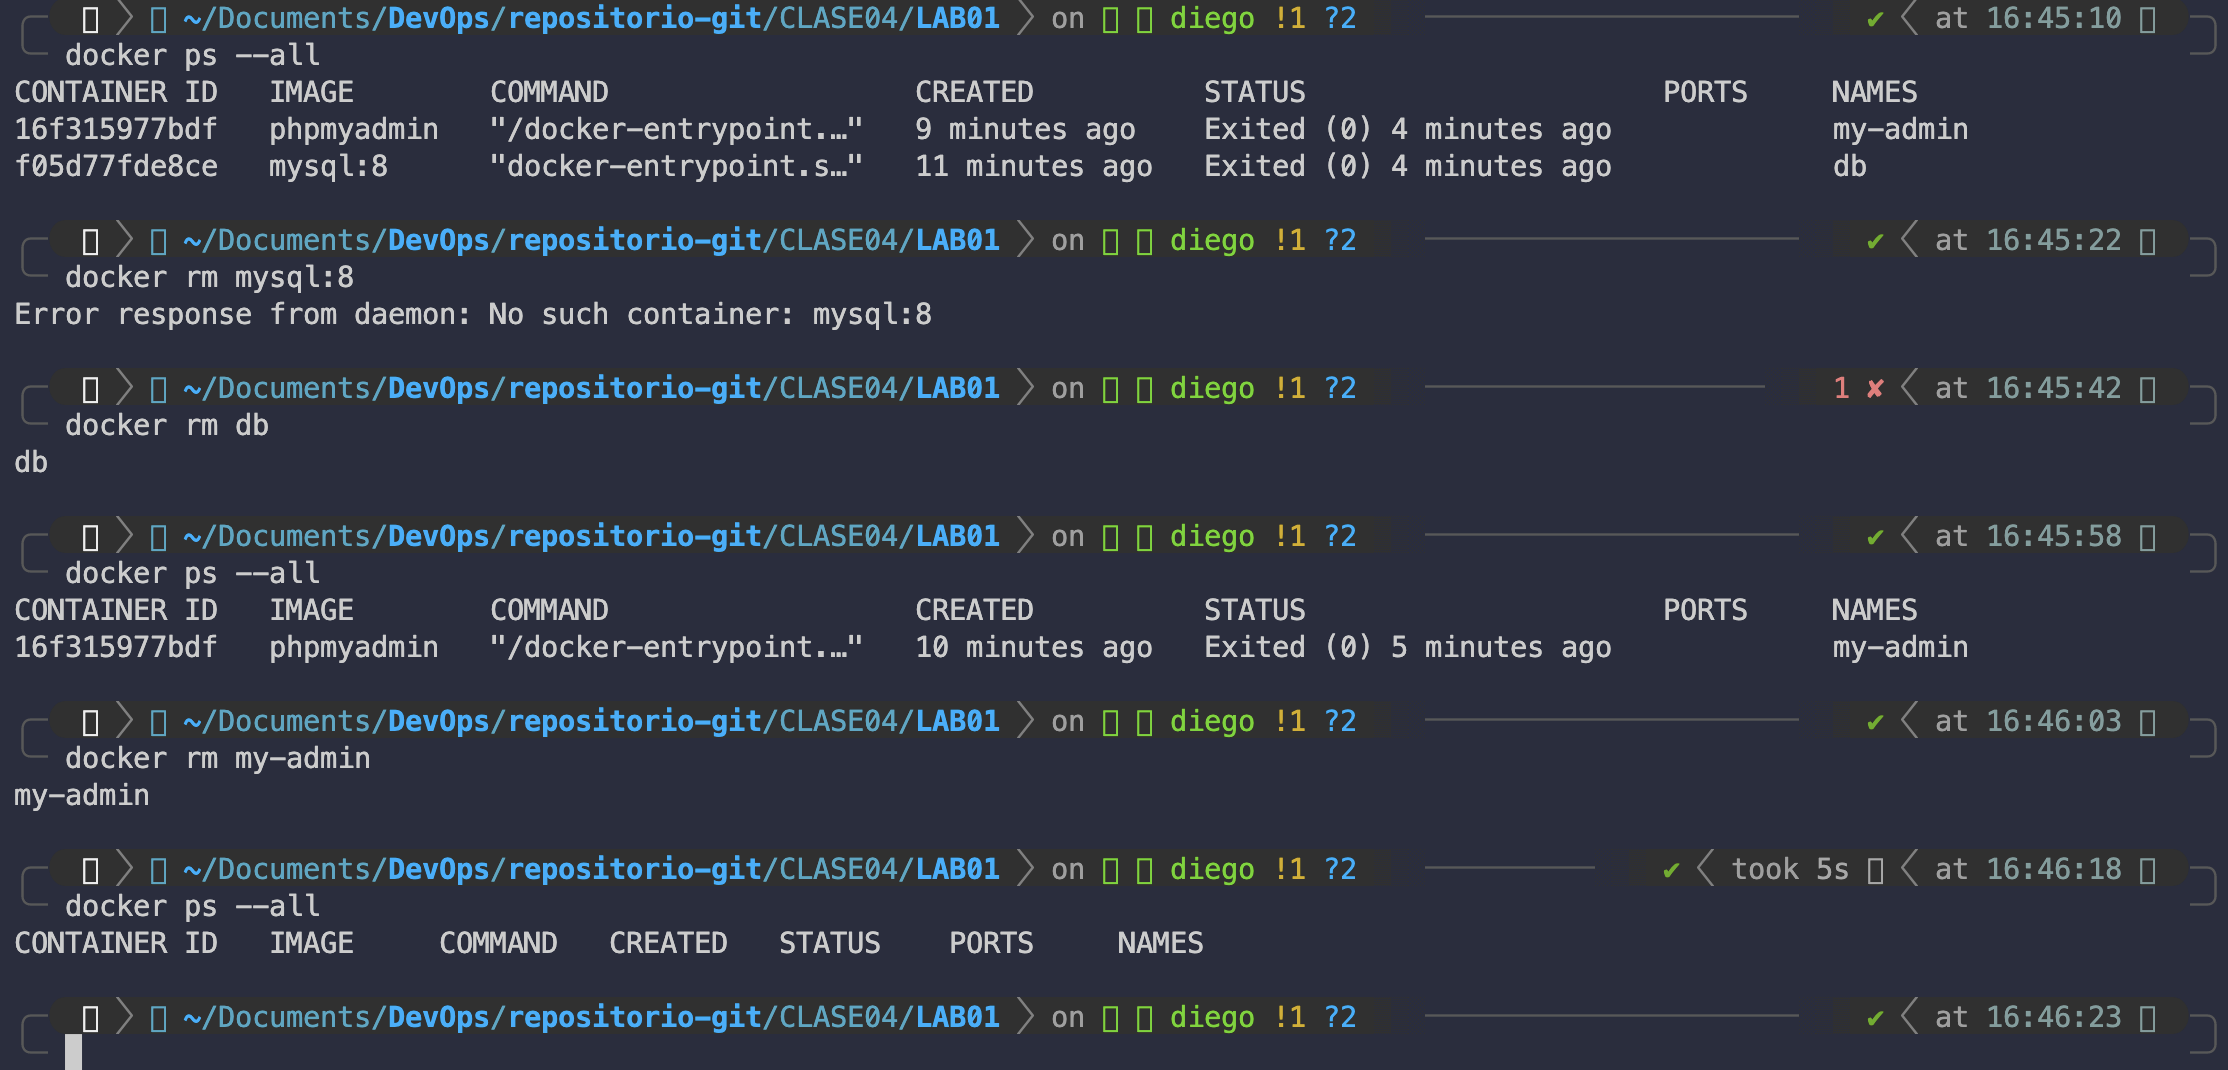 ~/Documents/DevOps/repositorio-git/CLASE04/LAB01 on diego !1 ?2 ✔ at 16:45:10
docker ps --all
CONTAINER ID IMAGE COMMAND CREATED STATUS PORTS NAMES
16f315977bdf phpmyadmin "/docker-entrypoint.…" 9 minutes ago Exited (0) 4 minutes ago my-admin
f05d77fde8ce mysql:8 "docker-entrypoint.s…" 11 minutes ago Exited (0) 4 minutes ago db
~/Documents/DevOps/repositorio-git/CLASE04/LAB01 on diego !1 ?2 ✔ at 16:45:22
docker rm mysql:8
Error response from daemon: No such container: mysql:8
~/Documents/DevOps/repositorio-git/CLASE04/LAB01 on diego !1 ?2 1 ✘ at 16:45:42
docker rm db
db
~/Documents/DevOps/repositorio-git/CLASE04/LAB01 on diego !1 ?2 ✔ at 16:45:58
docker ps --all
CONTAINER ID IMAGE COMMAND CREATED STATUS PORTS NAMES
16f315977bdf phpmyadmin "/docker-entrypoint.…" 10 minutes ago Exited (0) 5 minutes ago my-admin
~/Documents/DevOps/repositorio-git/CLASE04/LAB01 on diego !1 ?2 ✔ at 16:46:03
docker rm my-admin
my-admin
~/Documents/DevOps/repositorio-git/CLASE04/LAB01 on diego !1 ?2 ✔ took 5s at 16:46:18
docker ps --all
CONTAINER ID IMAGE COMMAND CREATED STATUS PORTS NAMES
~/Documents/DevOps/repositorio-git/CLASE04/LAB01 on diego !1 ?2 ✔ at 16:46:23